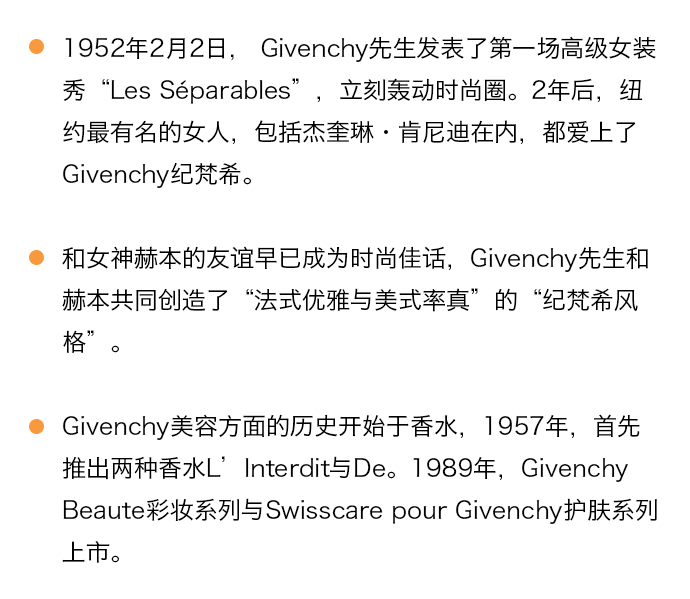 1952年2月2日， Givenchy先生发表了第一场高级女装
秀“Les Séparables”，立刻轰动时尚圈。2年后，纽
约最有名的女人，包括杰奎琳·肯尼迪在内，都爱上了
Givenchy纪梵希。
和女神赫本的友谊早已成为时尚佳话，Givenchy先生和
赫本共同创造了“法式优雅与美式率真”的“纪梵希风
格”。
Givenchy美容方面的历史开始于香水，1957年，首先
推出两种香水L’Interdit与De。1989年，Givenchy
Beaute彩妆系列与Swisscare pour Givenchy护肤系列
上市。